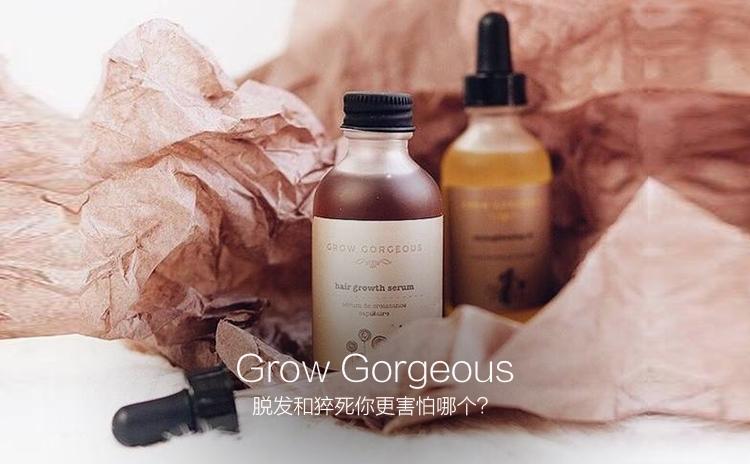 GROW GORGEOUS
hair growth serum
sérum de croissance
capillaire
Grow Gorgeous
脱发和猝死你更害怕哪个?